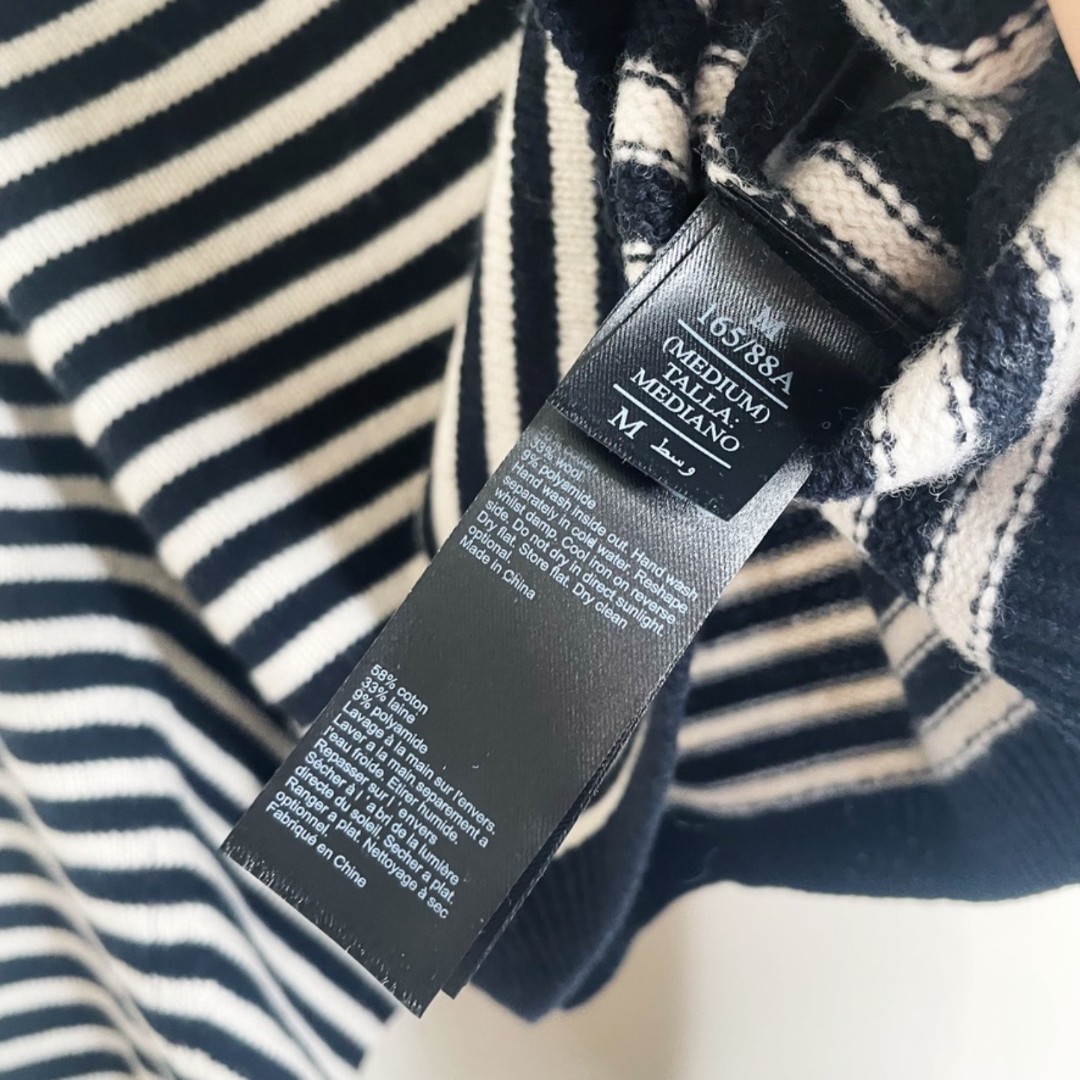 M
165/88A
(MEDIUM)
TALLA:
MEDIANO
M وسط
33% wool
9% polyamide
Hand wash inside out. Hand wash
separately in cold water. Reshape
whilst damp. Cool iron on reverse
side. Do not dry in direct sunlight.
Dry flat. Store flat. Dry clean
optional.
Made in China
58% coton
33% laine
9% polyamide
Lavage à la main sur l'envers.
Laver a la main separement a
l'eau froide. Etirer humide.
Repasser sur l'envers
Sécher à l'abri de la lumière
directe du soleil. Secher a plat.
Ranger a plat. Nettoyage à sec
optionnel.
Fabriqué en Chine